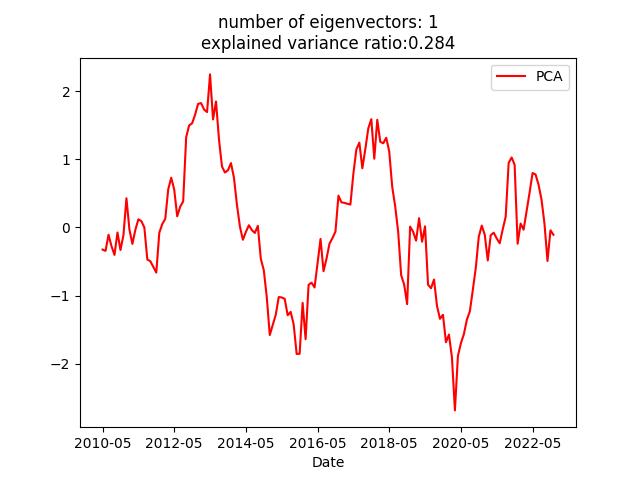 number of eigenvectors: 1
explained variance ratio:0.284
PCA
2
1
0
−1
−2
2010-05 2012-05 2014-05 2016-05 2018-05 2020-05 2022-05
Date